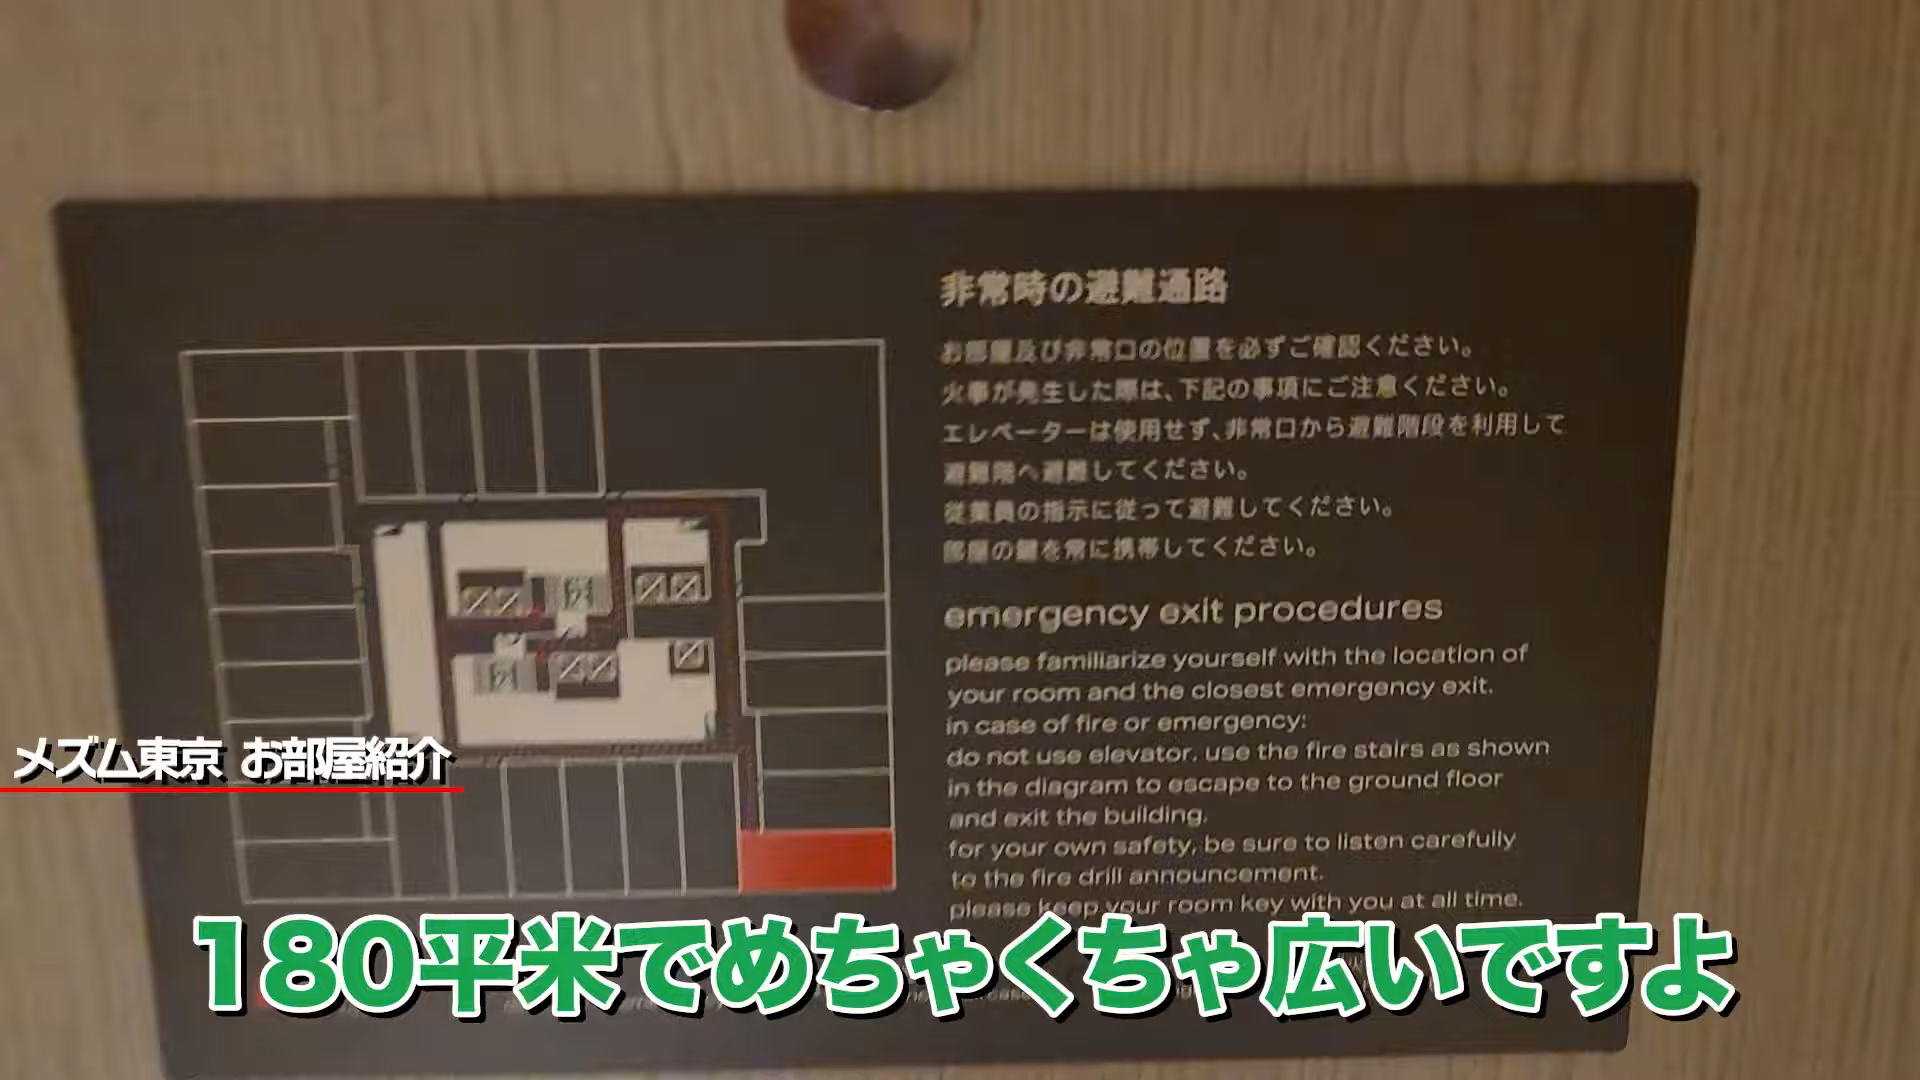 非常時の避難通路
お部屋及び非常口の位置を必ずご確認ください。
火事が発生した際は、下記の事項にご注意ください。
エレベーターは使用せず、非常口から避難階段を利用して
避難階へ避難してください。
従業員の指示に従って避難してください。
部屋の鍵を常に携帯してください。
emergency exit procedures
please familiarize yourself with the location of
your room and the closest emergency exit.
in case of fire or emergency:
do not use elevator, use the fire stairs as shown
in the diagram to escape to the ground floor
and exit the building.
for your own safety, be sure to listen carefully
to the fire drill announcement.
please keep your room key with you at all time.
メズム東京 お部屋紹介
180平米でめちゃくちゃ広いですよ